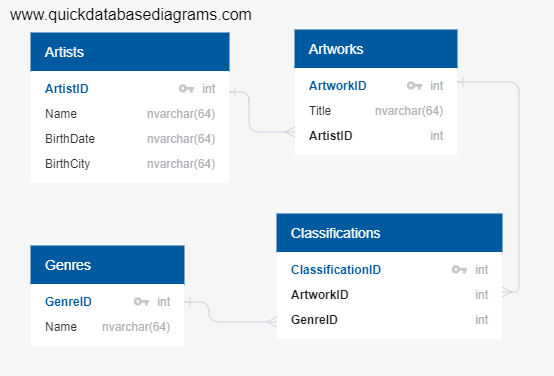 www.quickdatabasediagrams.com
Artists
ArtistID int
Name nvarchar(64)
BirthDate nvarchar(64)
BirthCity nvarchar(64)
Artworks
ArtworkID int
Title nvarchar(64)
ArtistID int
Genres
GenreID int
Name nvarchar(64)
Classifications
ClassificationID int
ArtworkID int
GenreID int